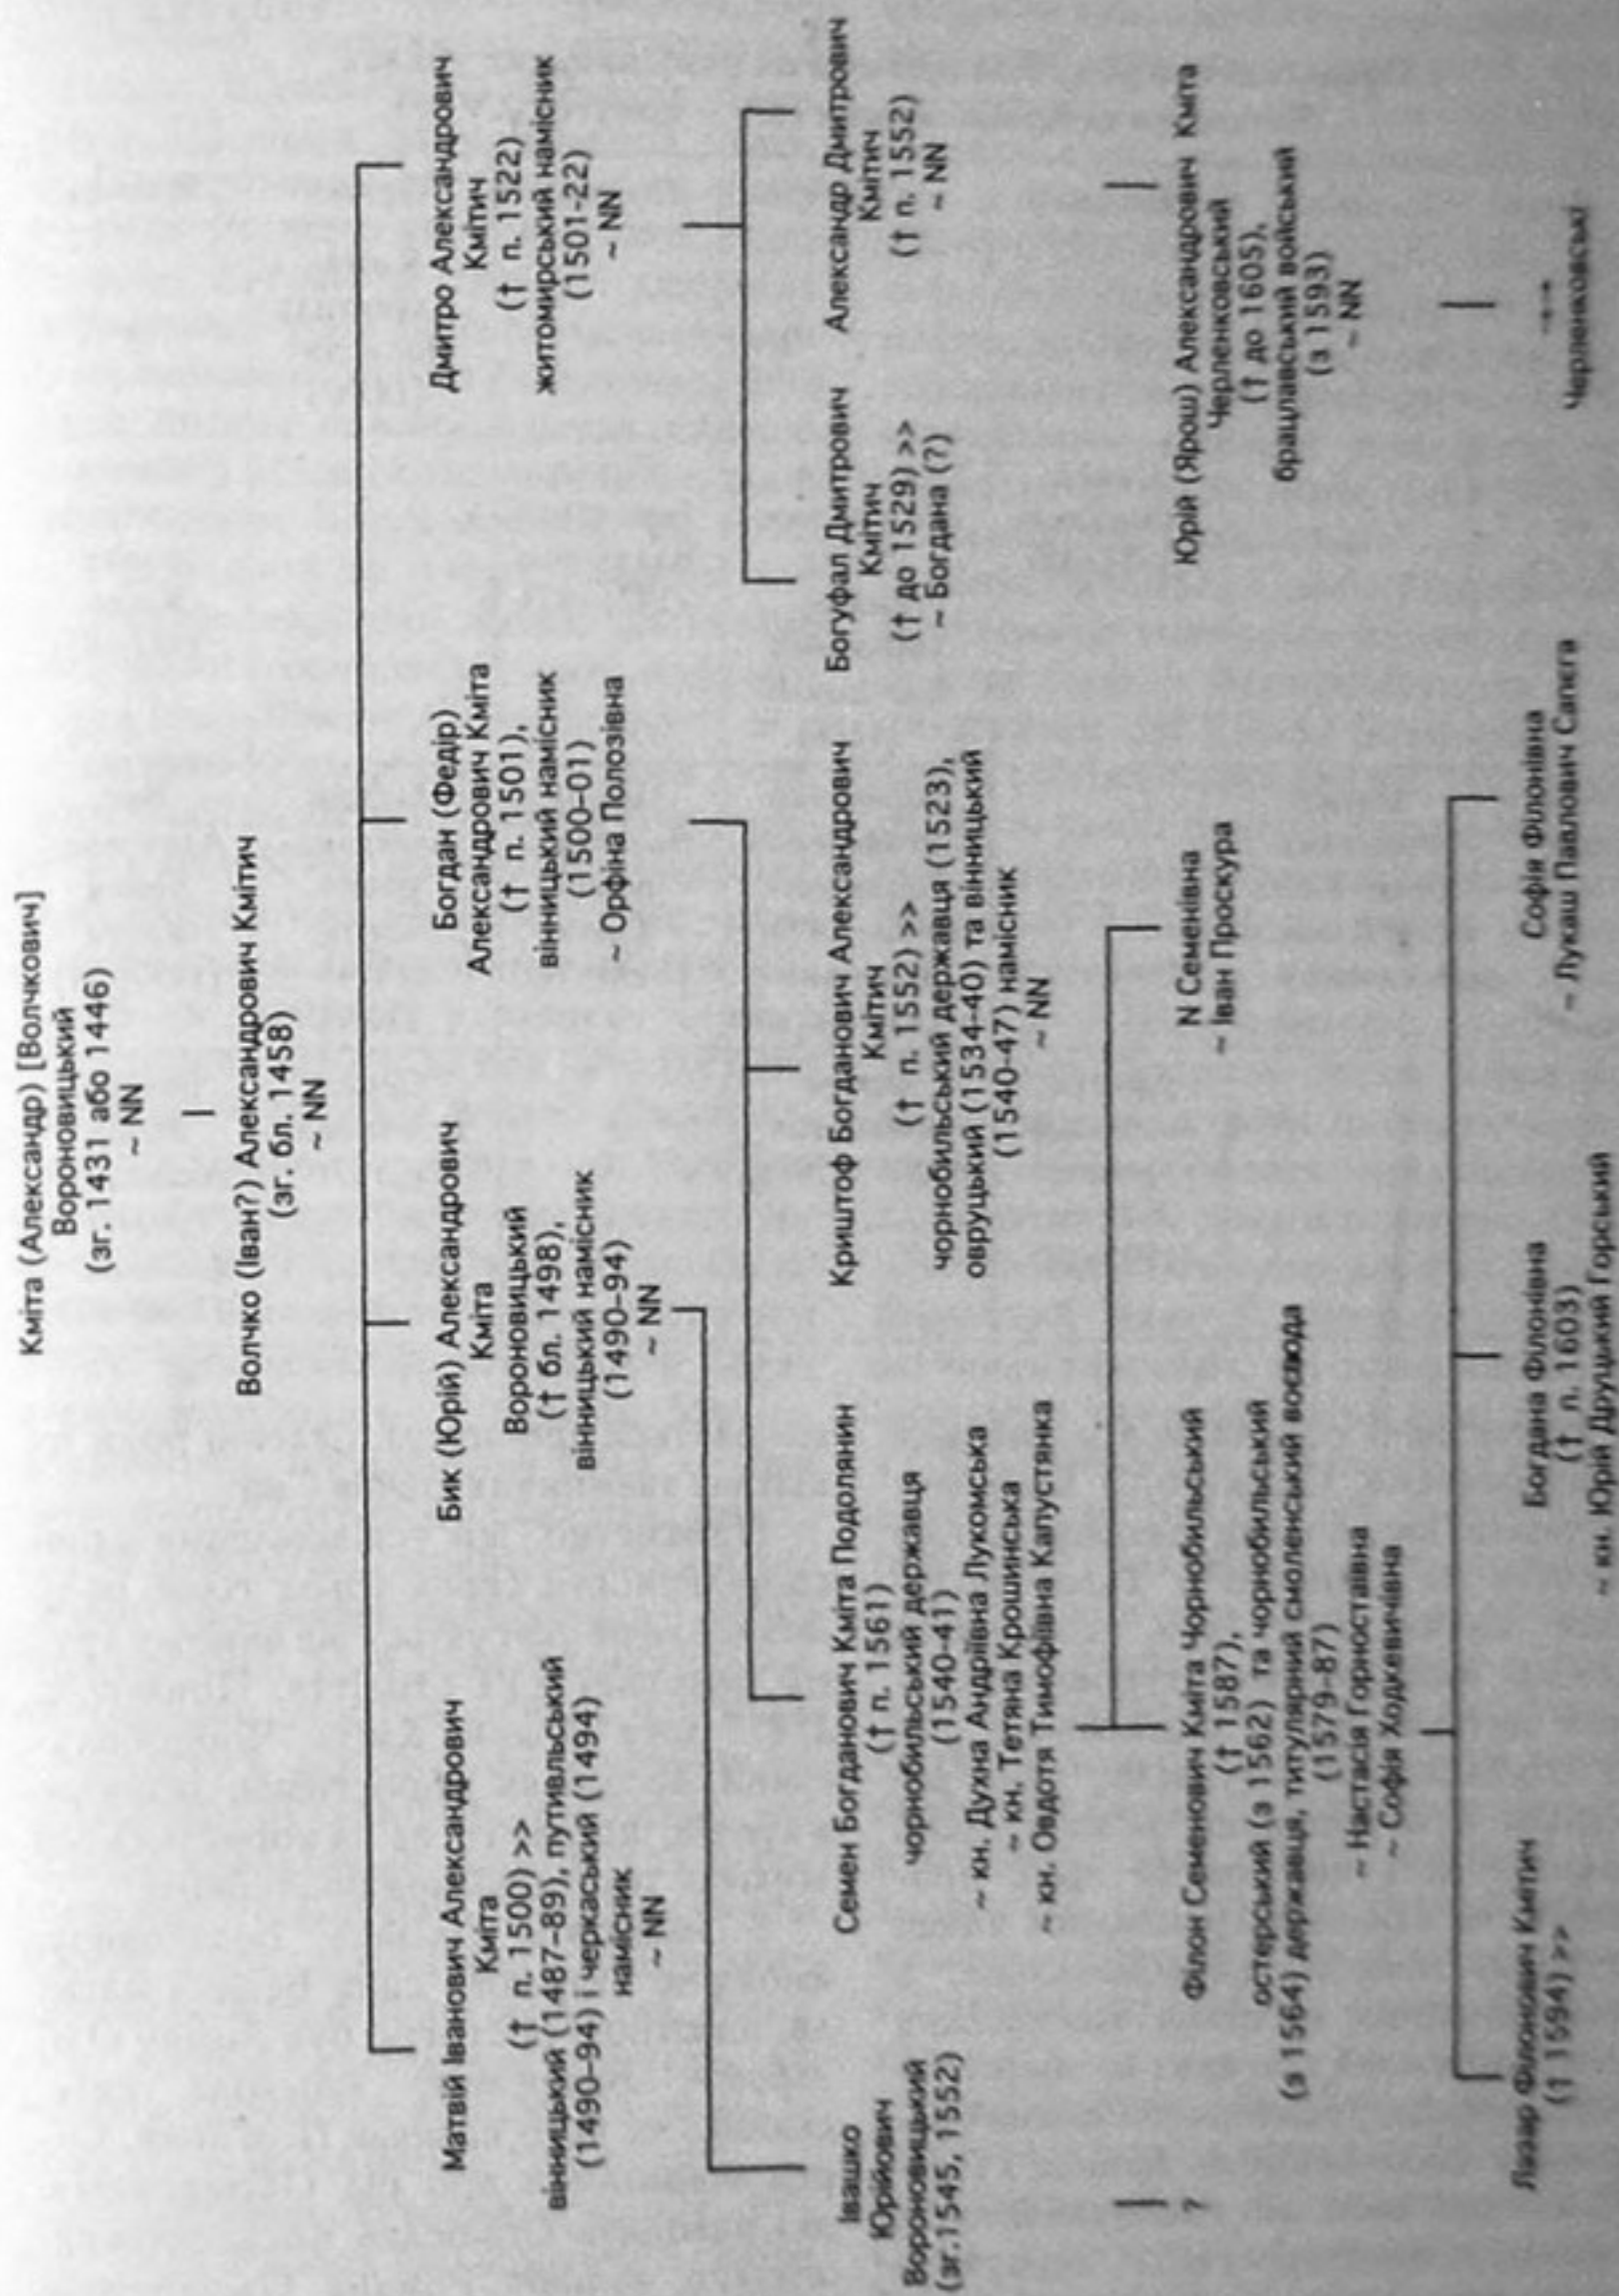 Кміта (Александр) [Волчкович]
Вороновицький
(зг. 1431 або 1446)
~ NN
Волчко (Іван?) Александрович Кмітич
(зг. бл. 1458)
~ NN
Матвій Іванович Александрович
Кміта
(† п. 1500) >>
вінницький (1487–89), путивльський
(1490–94) і черкаський (1494)
намісник
~ NN
Бик (Юрій) Александрович
Кміта
Вороновицький
(† бл. 1498),
вінницький намісник
(1490–94)
~ NN
Богдан (Федір)
Александрович Кміта
(† п. 1501),
вінницький намісник
(1500–01)
~ Орфіна Полозівна
Дмитро Александрович
Кмітич
(† п. 1522)
житомирський намісник
(1501-22)
~ NN
Івашко
Юрійович
Вороновицький
(зг.1545, 1552)
Семен Богданович Кміта Подолянин
(† п. 1561)
чорнобильський державця
(1540–41)
~ кн. Духна Андріївна Лукомська
~ кн. Тетяна Крошинська
~ кн. Овдотя Тимофіївна Капустянка
Криштоф Богданович Александрович
Кмітич
(† п. 1552) >>
чорнобильський державця (1523),
овруцький (1534–40) та вінницький
(1540–47) намісник
~ NN
Богуфал Дмитрович
Кмітич
(† до 1529) >>
~ Богдана (?)
Александр Дмитрович
Кмітич
(† п. 1552)
~ NN
?
Філон Семенович Кміта Чорнобильський
(† 1587),
остерський (з 1562) та чорнобильський
(з 1564) державця, титулярний смоленський воєвода
(1579–87)
~ Настасія Горностаївна
~ Софія Ходкевичівна
N Семенівна
~ Іван Проскура
Юрій (Ярош) Александрович Кміта
Черленковський
(† до 1605),
брацлавський войський
(з 1593)
~ NN
Лазар Філонович Кмітич
(† 1594) >>
Богдана Філонівна
(† п. 1603)
~ кн. Юрій Друцький Горський
Софія Філонівна
~ Лукаш Павлович Сапєга
Черленковські